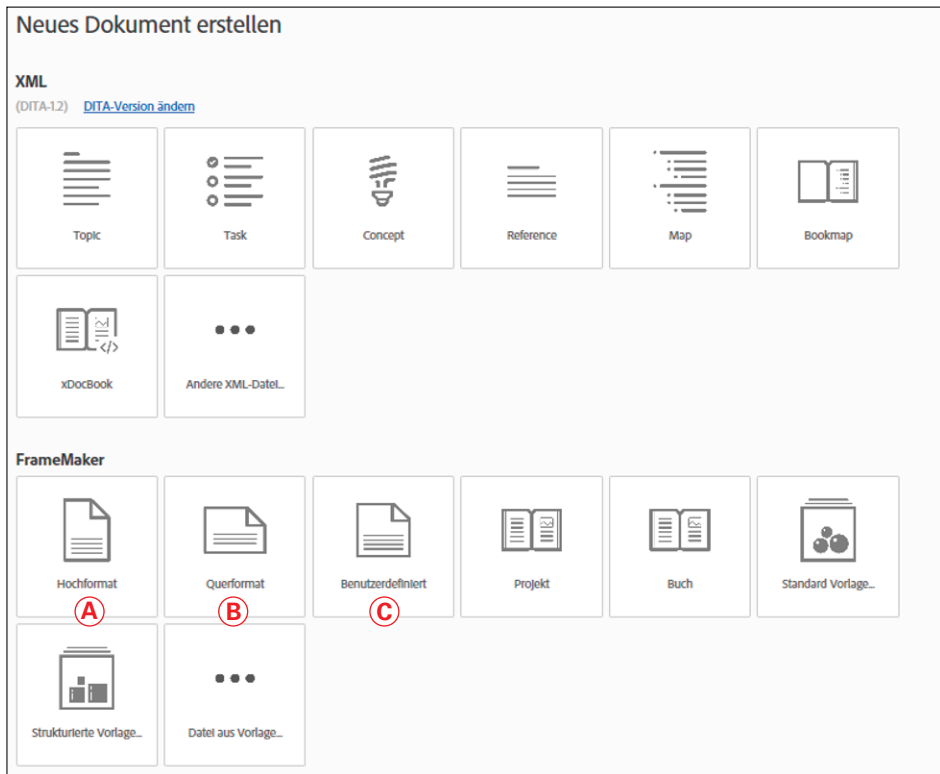 Neues Dokument erstellen
XML
(DITA-1.2) DITA-Version ändern
Topic Task Concept Reference Map Bookmap
xDocBook Andere XML-Datei...
FrameMaker
Hochformat Querformat Benutzerdefiniert Projekt Buch Standard Vorlage...
A B C
Strukturierte Vorlage... Datei aus Vorlage...